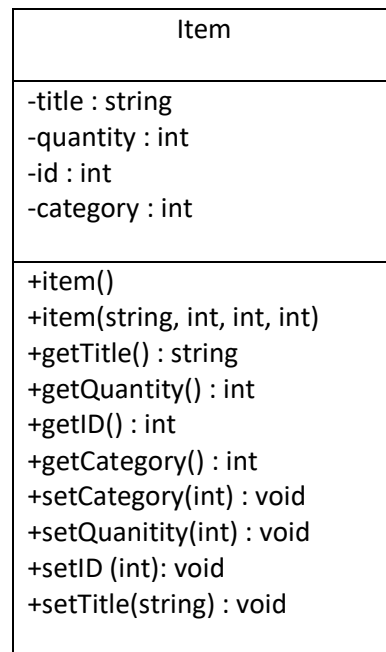 Item
-title : string
-quantity : int
-id : int
-category : int
+item()
+item(string, int, int, int)
+getTitle() : string
+getQuantity() : int
+getID() : int
+getCategory() : int
+setCategory(int) : void
+setQuanitity(int) : void
+setID (int): void
+setTitle(string) : void